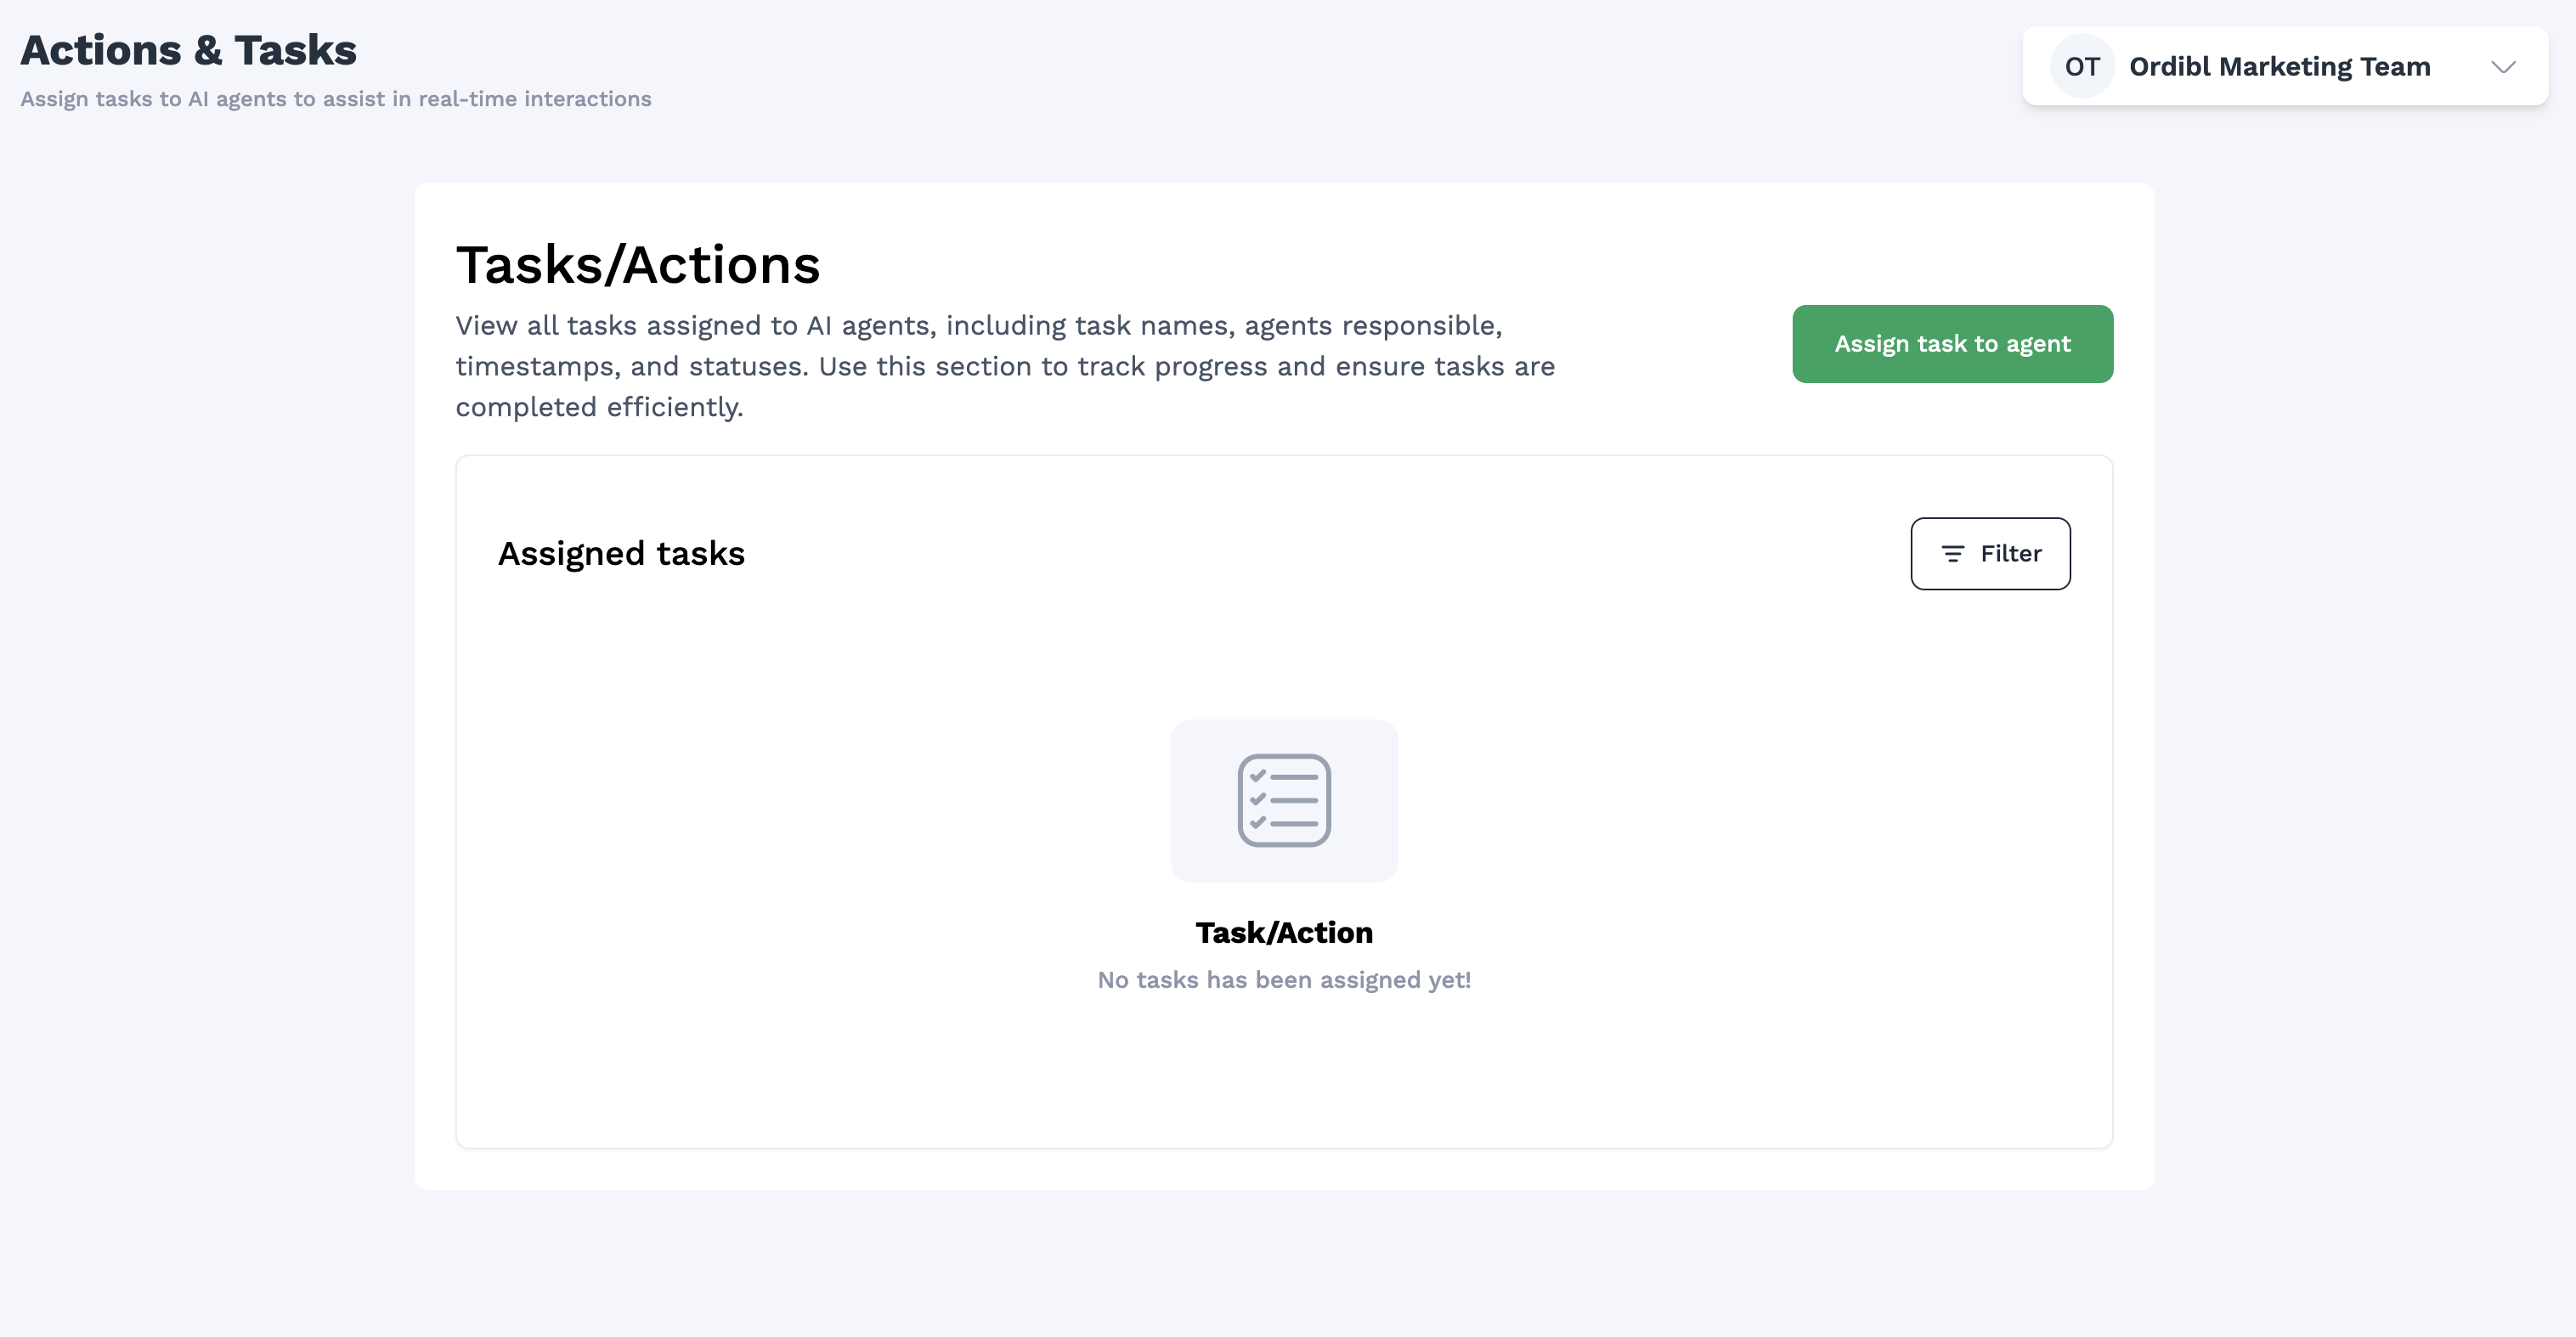 Actions & Tasks
Assign tasks to AI agents to assist in real-time interactions
OT Ordibl Marketing Team
Tasks/Actions
View all tasks assigned to AI agents, including task names, agents responsible,
timestamps, and statuses. Use this section to track progress and ensure tasks are
completed efficiently.
Assign task to agent
Assigned tasks
Filter
Task/Action
No tasks has been assigned yet!